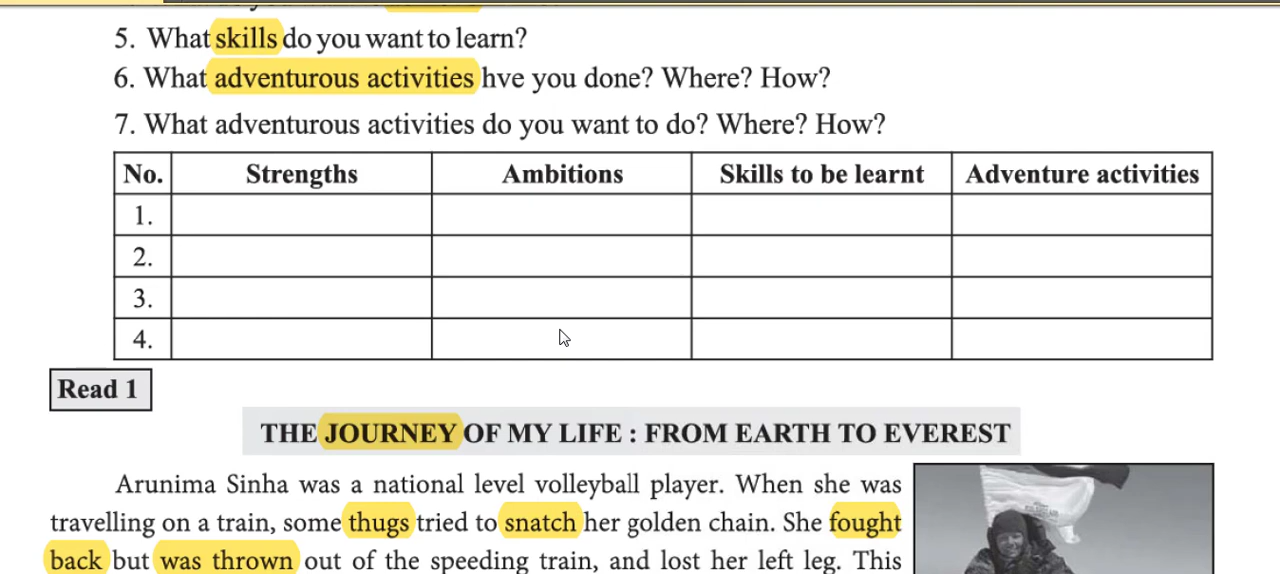 5. What skills do you want to learn?
6. What adventurous activities hve you done? Where? How?
7. What adventurous activities do you want to do? Where? How?
No. Strengths Ambitions Skills to be learnt Adventure activities
1.
2.
3.
4.
Read 1
THE JOURNEY OF MY LIFE : FROM EARTH TO EVEREST
Arunima Sinha was a national level volleyball player. When she was
travelling on a train, some thugs tried to snatch her golden chain. She fought
back but was thrown out of the speeding train, and lost her left leg. This